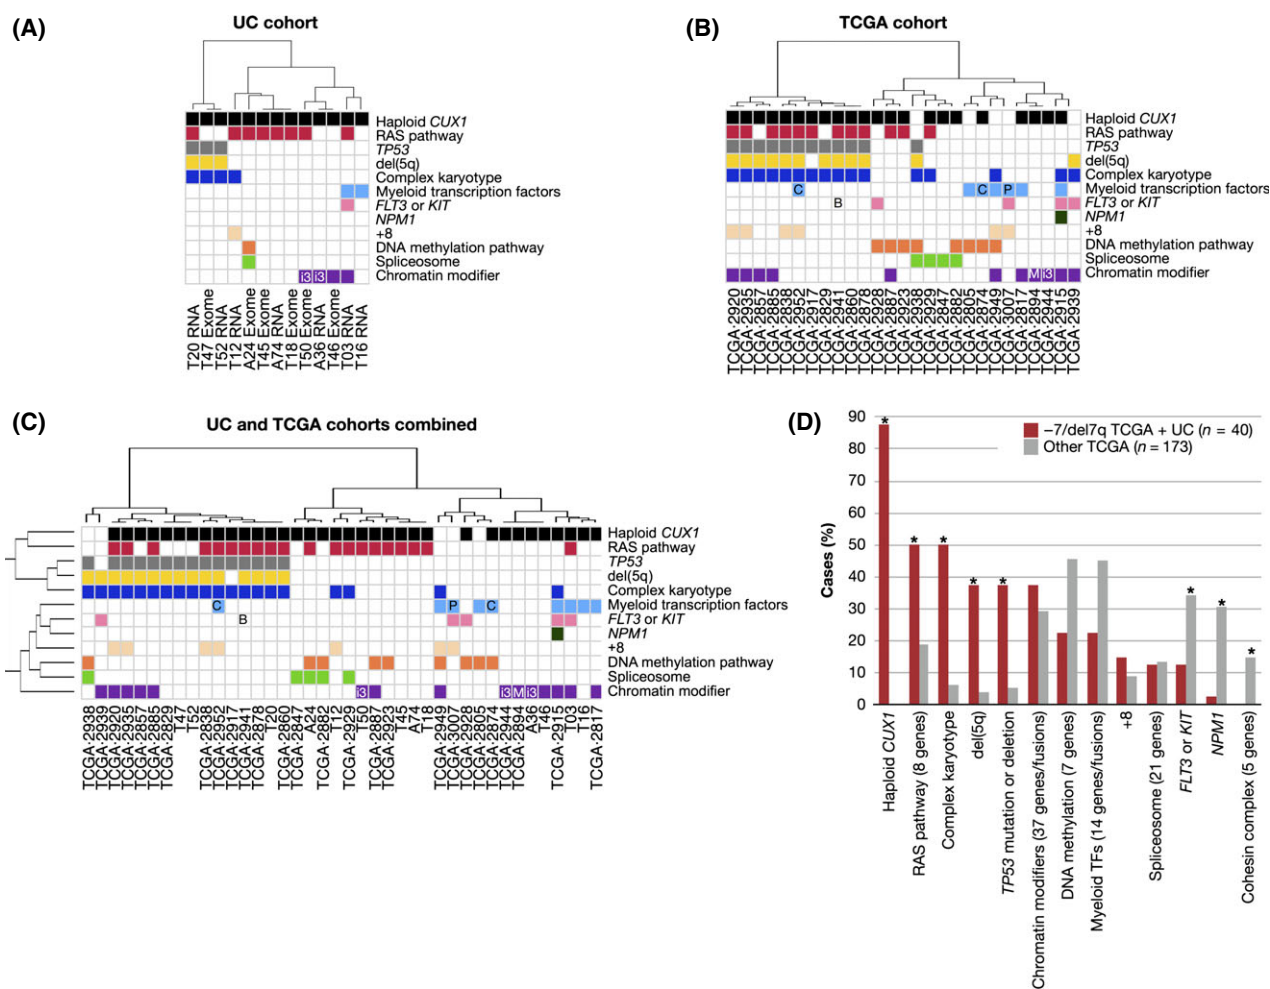 (A)
UC cohort
Haploid CUX1
RAS pathway
TP53
del(5q)
Complex karyotype
Myeloid transcription factors
FLT3 or KIT
NPM1
+8
DNA methylation pathway
Spliceosome
i3 i3
Chromatin modifier
T20 RNA
T47 Exome
T52 RNA
T12 RNA
A24 Exome
T45 Exome
A74 RNA
T18 Exome
T50 Exome
A36 RNA
T46 Exome
T03 RNA
T16 RNA
(B)
TCGA cohort
Haploid CUX1
RAS pathway
TP53
del(5q)
Complex karyotype
C C P
Myeloid transcription factors
B
FLT3 or KIT
NPM1
+8
DNA methylation pathway
Spliceosome
M i3
Chromatin modifier
TCGA-2920
TCGA-2935
TCGA-2857
TCGA-2885
TCGA-2838
TCGA-2952
TCGA-2917
TCGA-2829
TCGA-2941
TCGA-2860
TCGA-2878
TCGA-2928
TCGA-2887
TCGA-2923
TCGA-2938
TCGA-2929
TCGA-2847
TCGA-2882
TCGA-2805
TCGA-2874
TCGA-2949
TCGA-3007
TCGA-2817
TCGA-2894
TCGA-2944
TCGA-2915
TCGA-2939
(C)
UC and TCGA cohorts combined
Haploid CUX1
RAS pathway
TP53
del(5q)
Complex karyotype
C P C
Myeloid transcription factors
B
FLT3 or KIT
NPM1
+8
DNA methylation pathway
Spliceosome
i3 i3 M i3
Chromatin modifier
TCGA-2938
TCGA-2939
TCGA-2920
TCGA-2935
TCGA-2857
TCGA-2885
TCGA-2829
T47
T52
TCGA-2838
TCGA-2952
TCGA-2917
TCGA-2941
TCGA-2878
T20
TCGA-2860
TCGA-2847
A24
TCGA-2882
T12
TCGA-2929
T50
TCGA-2887
TCGA-2923
T45
A74
T18
TCGA-2949
TCGA-3007
TCGA-2928
TCGA-2805
TCGA-2874
TCGA-2944
TCGA-2894
A36
T46
TCGA-2915
T03
T16
TCGA-2817
(D)
−7/del7q TCGA + UC (n = 40)
Other TCGA (n = 173)
Cases (%)
90
80
70
60
50
40
30
20
10
0
* * * * * * * *
Haploid CUX1
RAS pathway (8 genes)
Complex karyotype
del(5q)
TP53 mutation or deletion
Chromatin modifiers (37 genes/fusions)
DNA methylation (7 genes)
Myeloid TFs (14 genes/fusions)
+8
Spliceosome (21 genes)
FLT3 or KIT
NPM1
Cohesin complex (5 genes)